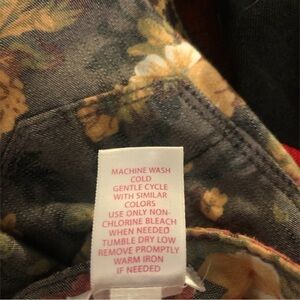 MACHINE WASH
COLD
GENTLE CYCLE
WITH SIMILAR
COLORS
USE ONLY NON-
CHLORINE BLEACH
WHEN NEEDED
TUMBLE DRY LOW
REMOVE PROMPTLY
WARM IRON
IF NEEDED